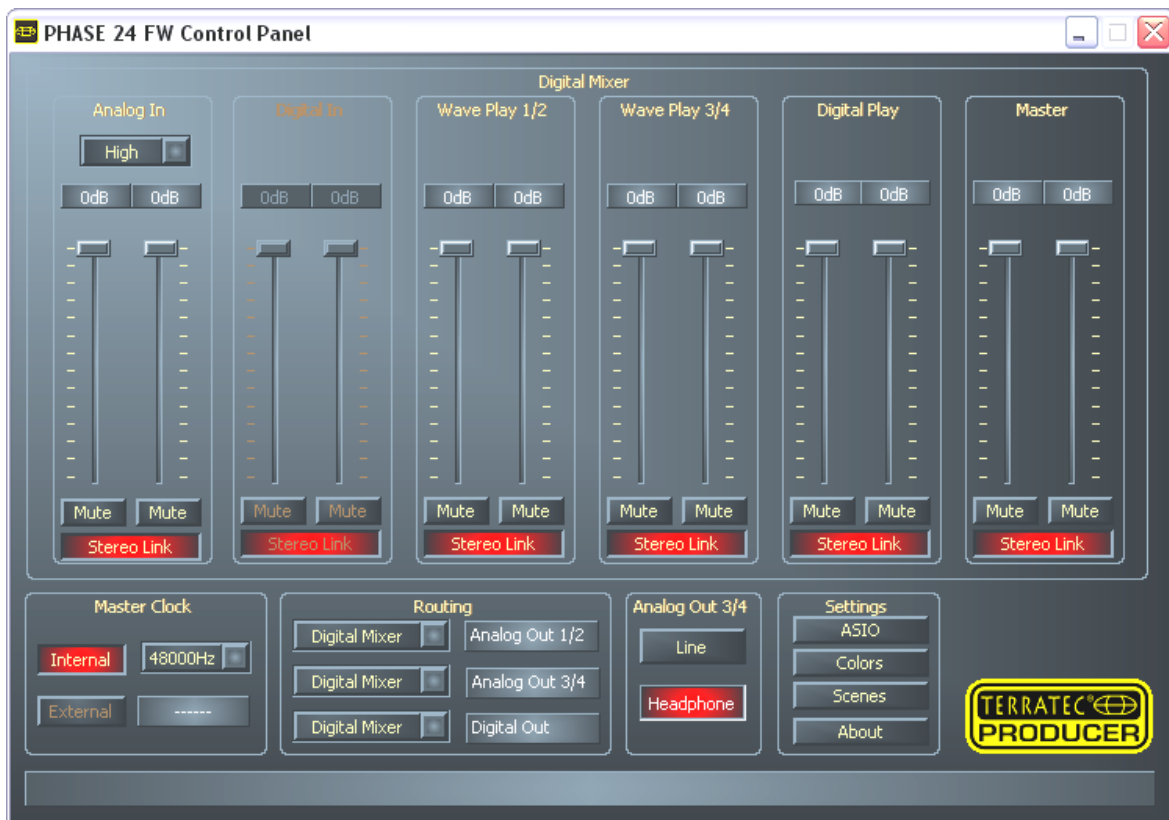 PHASE 24 FW Control Panel
Digital Mixer
Analog In Digital In Wave Play 1/2 Wave Play 3/4 Digital Play Master
High
0dB 0dB 0dB 0dB 0dB 0dB 0dB 0dB 0dB 0dB 0dB 0dB
Mute Mute Mute Mute Mute Mute Mute Mute Mute Mute Mute Mute
Stereo Link Stereo Link Stereo Link Stereo Link Stereo Link Stereo Link
Master Clock
Internal 48000Hz
External ------
Routing
Digital Mixer Analog Out 1/2
Digital Mixer Analog Out 3/4
Digital Mixer Digital Out
Analog Out 3/4
Line
Headphone
Settings
ASIO
Colors
Scenes
About
TERRATEC®
PRODUCER